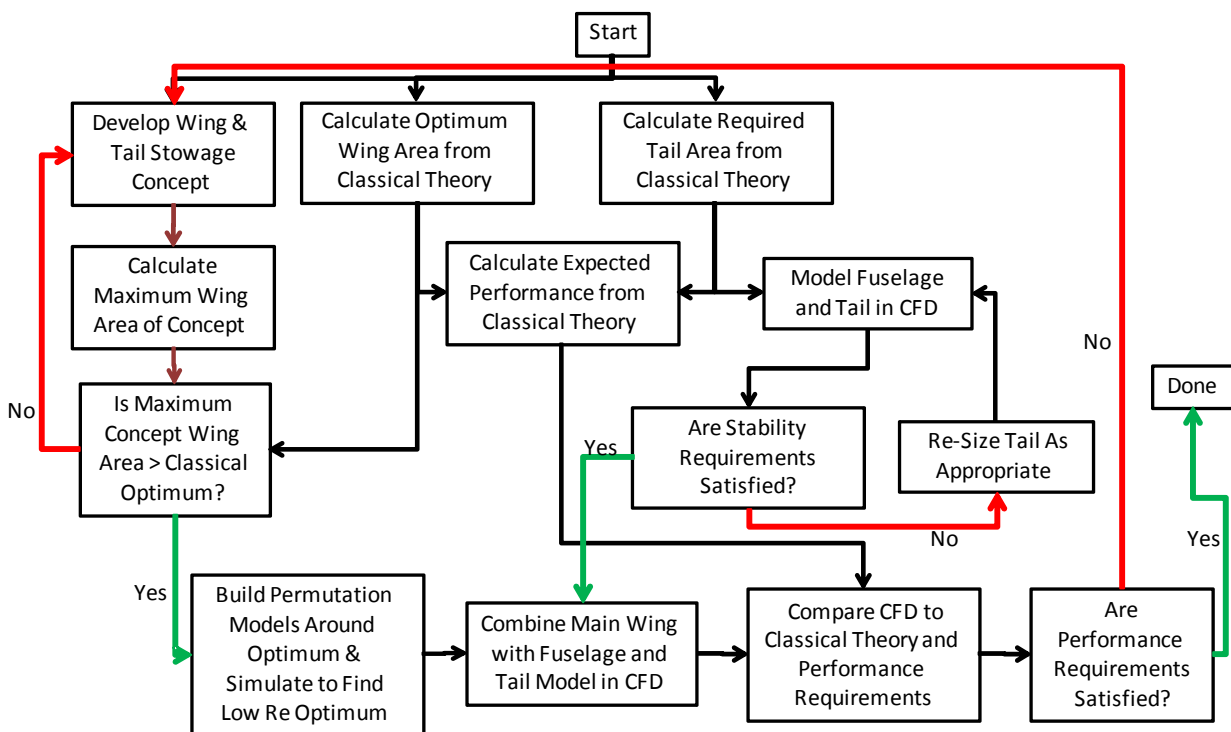 Start
Develop Wing &
Tail Stowage
Concept
Calculate Optimum
Wing Area from
Classical Theory
Calculate Required
Tail Area from
Classical Theory
Calculate
Maximum Wing
Area of Concept
Calculate Expected
Performance from
Classical Theory
Model Fuselage
and Tail in CFD
No
Done
No
Is Maximum
Concept Wing
Area > Classical
Optimum?
Yes
Are Stability
Requirements
Satisfied?
Re-Size Tail As
Appropriate
No
Yes
Yes
Build Permutation
Models Around
Optimum &
Simulate to Find
Low Re Optimum
Combine Main Wing
with Fuselage and
Tail Model in CFD
Compare CFD to
Classical Theory and
Performance
Requirements
Are
Performance
Requirements
Satisfied?